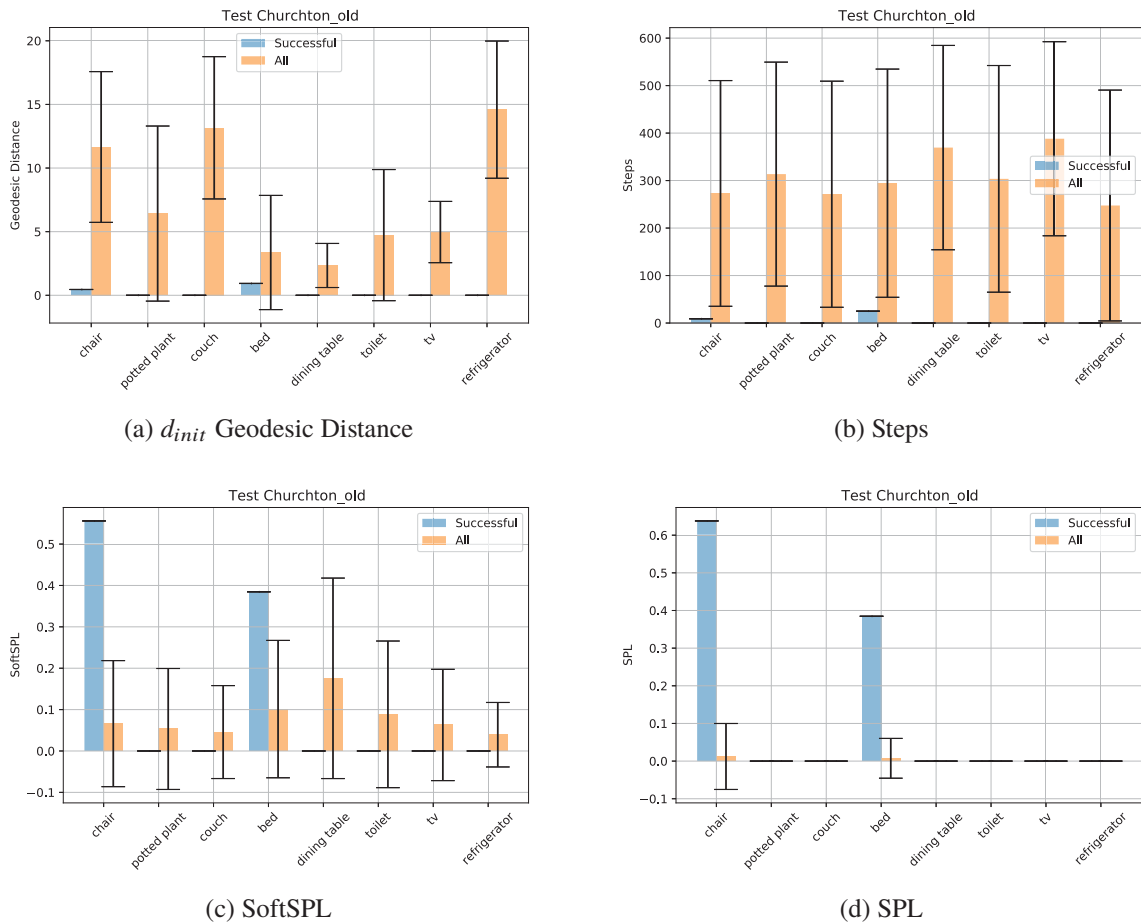 Test Churchton_old
Successful
All
20
15
10
5
0
Geodesic Distance
chair
potted plant
couch
bed
dining table
toilet
tv
refrigerator
(a) d_init Geodesic Distance
Test Churchton_old
Successful
All
600
500
400
300
200
100
0
Steps
chair
potted plant
couch
bed
dining table
toilet
tv
refrigerator
(b) Steps
Test Churchton_old
Successful
All
0.5
0.4
0.3
0.2
0.1
0.0
−0.1
SoftSPL
chair
potted plant
couch
bed
dining table
toilet
tv
refrigerator
(c) SoftSPL
Test Churchton_old
Successful
All
0.6
0.5
0.4
0.3
0.2
0.1
0.0
−0.1
SPL
chair
potted plant
couch
bed
dining table
toilet
tv
refrigerator
(d) SPL